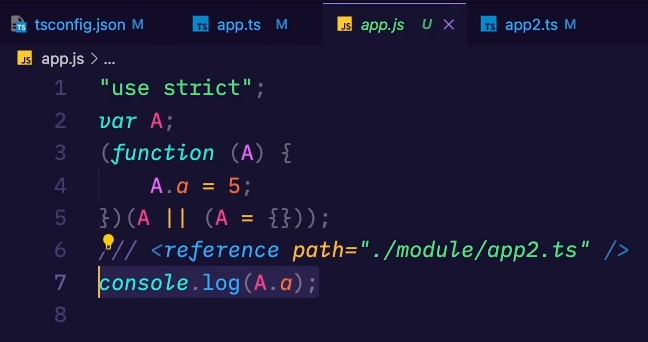 TS tsconfig.json M TS app.ts M JS app.js U × TS app2.ts M
JS app.js > ...
1 "use strict";
2 var A;
3 (function (A) {
4     A.a = 5;
5 })(A || (A = {}));
6 /// <reference path="./module/app2.ts" />
7 console.log(A.a);
8